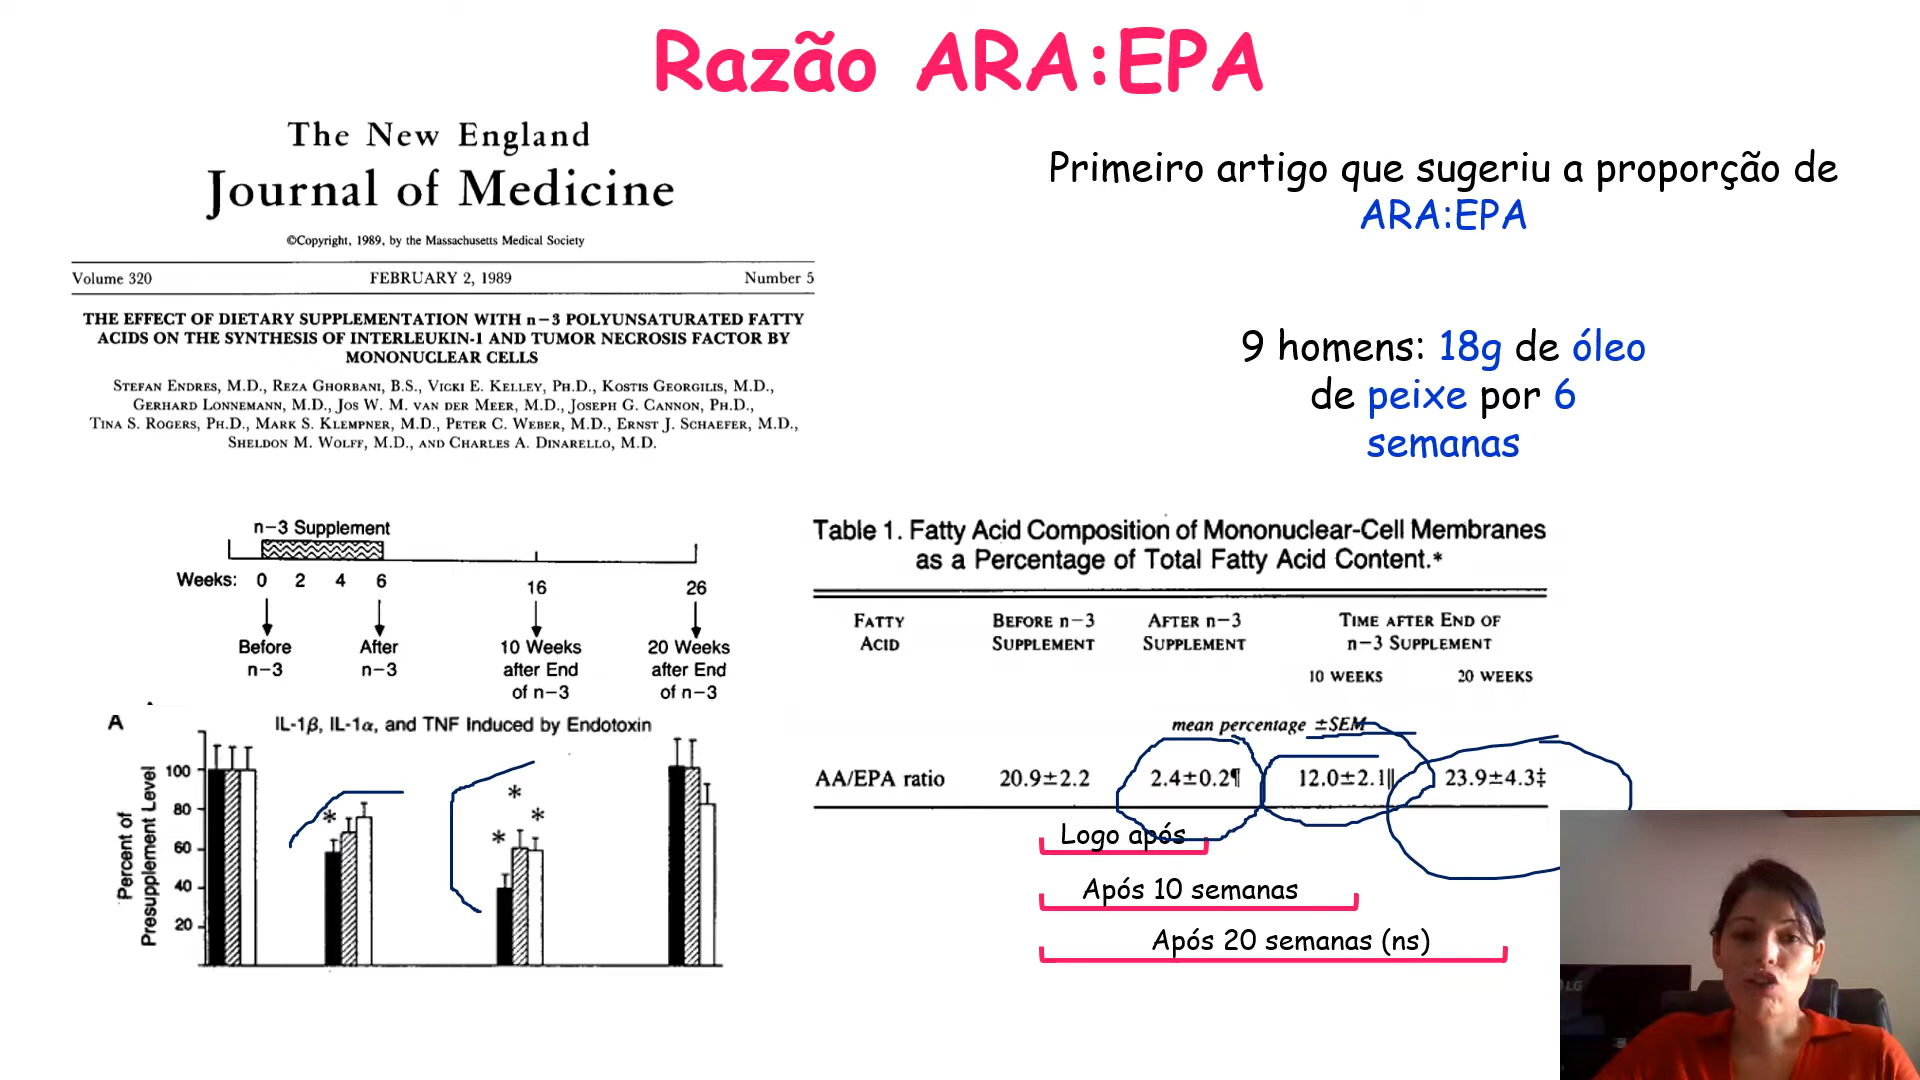 Razão ARA:EPA
The New England
Journal of Medicine
©Copyright, 1989, by the Massachusetts Medical Society
Volume 320 FEBRUARY 2, 1989 Number 5
THE EFFECT OF DIETARY SUPPLEMENTATION WITH n−3 POLYUNSATURATED FATTY
ACIDS ON THE SYNTHESIS OF INTERLEUKIN-1 AND TUMOR NECROSIS FACTOR BY
MONONUCLEAR CELLS
STEFAN ENDRES, M.D., REZA GHORBANI, B.S., VICKI E. KELLEY, PH.D., KOSTIS GEORGILIS, M.D.,
GERHARD LONNEMANN, M.D., JOS W. M. VAN DER MEER, M.D., JOSEPH G. CANNON, PH.D.,
TINA S. ROGERS, PH.D., MARK S. KLEMPNER, M.D., PETER C. WEBER, M.D., ERNST J. SCHAEFER, M.D.,
SHELDON M. WOLFF, M.D., AND CHARLES A. DINARELLO, M.D.
Primeiro artigo que sugeriu a proporção de
ARA:EPA
9 homens: 18g de óleo
de peixe por 6
semanas
n−3 Supplement
Weeks: 0 2 4 6 16 26
Before After 10 Weeks 20 Weeks
n−3 n−3 after End after End
of n−3 of n−3
A IL-1β, IL-1α, and TNF Induced by Endotoxin
Percent of
Presupplement Level
100
80
60
40
20
* * * *
Table 1. Fatty Acid Composition of Mononuclear-Cell Membranes
as a Percentage of Total Fatty Acid Content.*
FATTY BEFORE n−3 AFTER n−3 TIME AFTER END OF
ACID SUPPLEMENT SUPPLEMENT n−3 SUPPLEMENT
10 WEEKS 20 WEEKS
mean percentage ±SEM
AA/EPA ratio 20.9±2.2 2.4±0.2¶ 12.0±2.1‖ 23.9±4.3‡
Logo após
Após 10 semanas
Após 20 semanas (ns)
LG